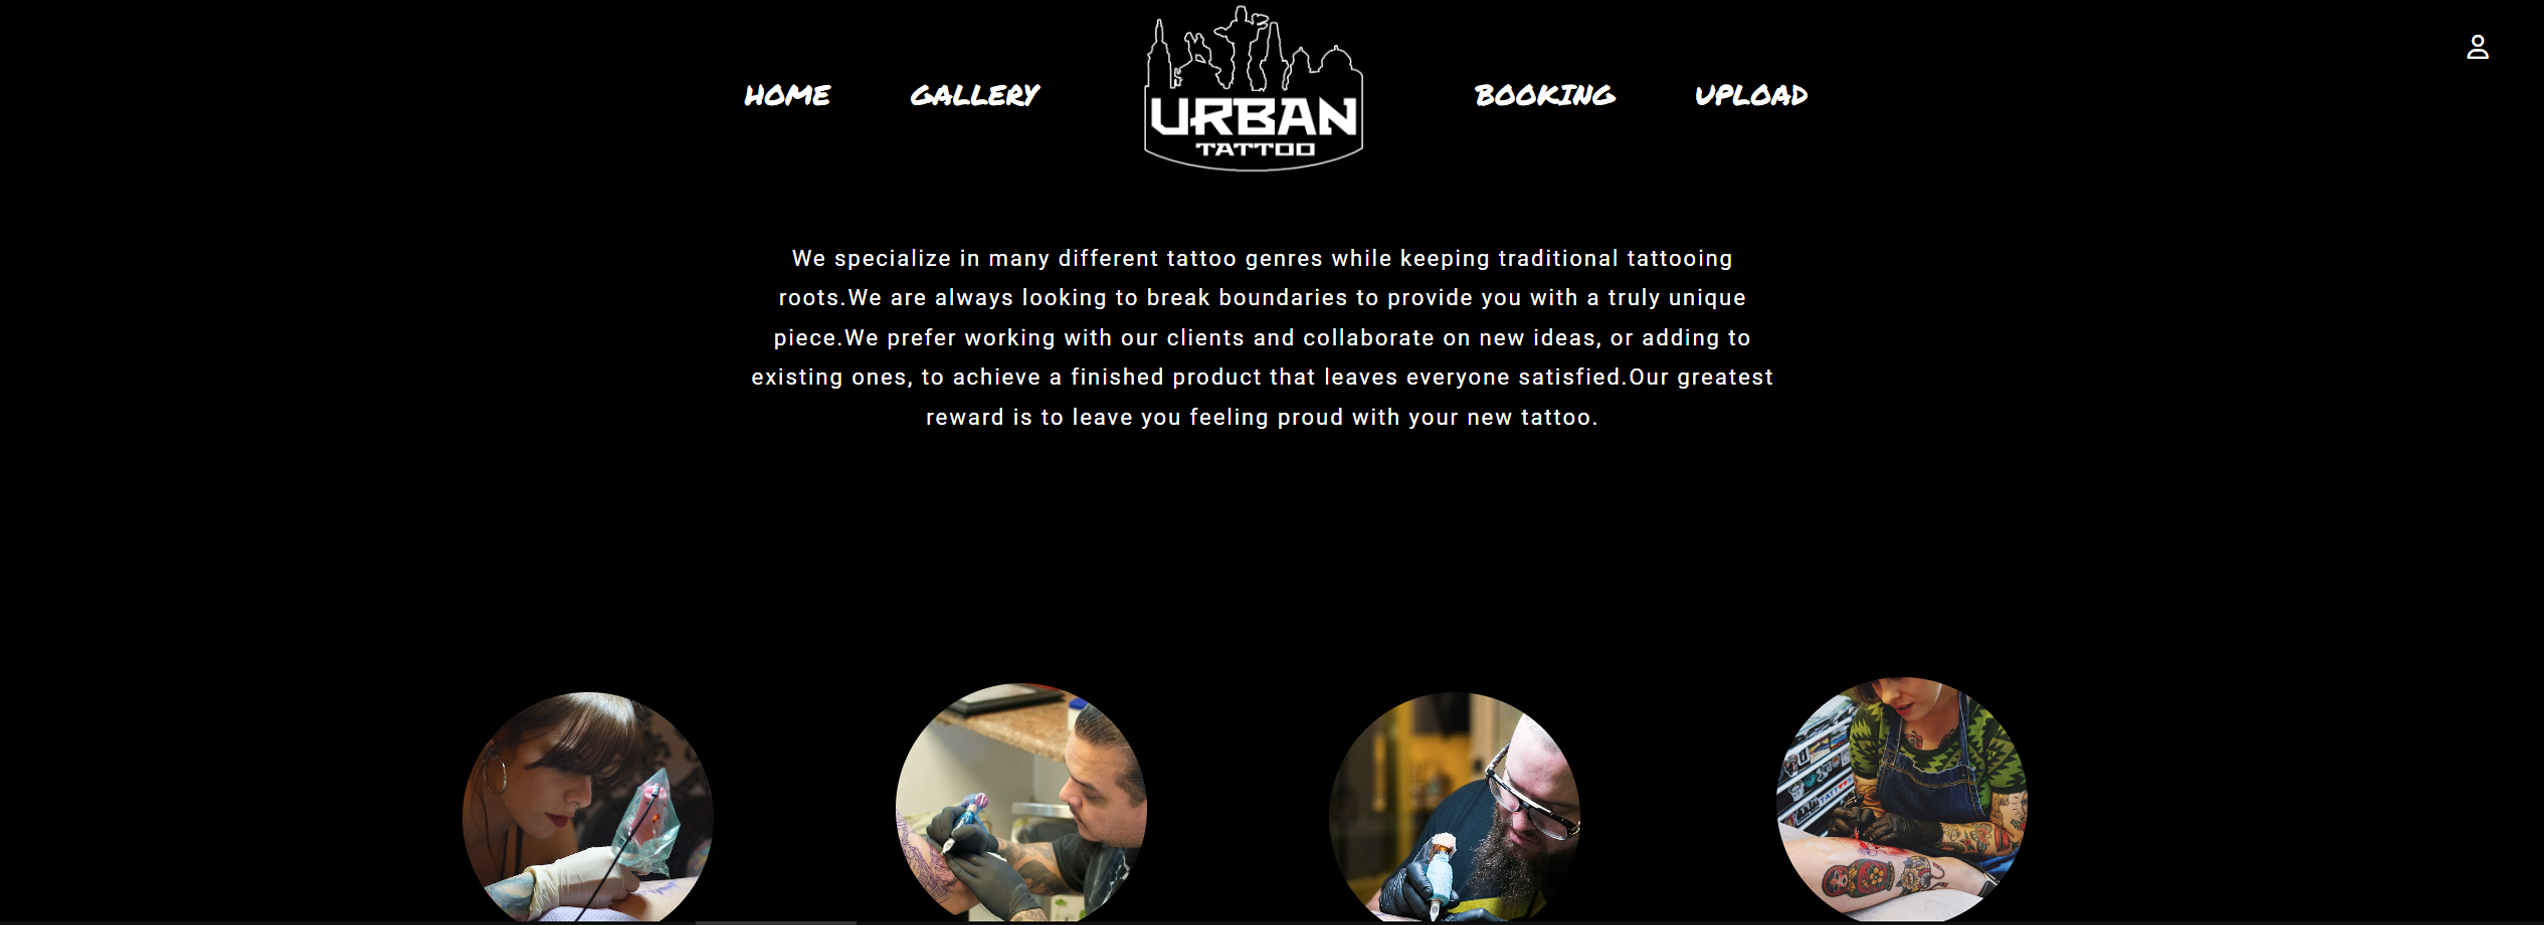 HOME
GALLERY
URBAN
TATTOO
BOOKING
UPLOAD
We specialize in many different tattoo genres while keeping traditional tattooing
roots.We are always looking to break boundaries to provide you with a truly unique
piece.We prefer working with our clients and collaborate on new ideas, or adding to
existing ones, to achieve a finished product that leaves everyone satisfied.Our greatest
reward is to leave you feeling proud with your new tattoo.